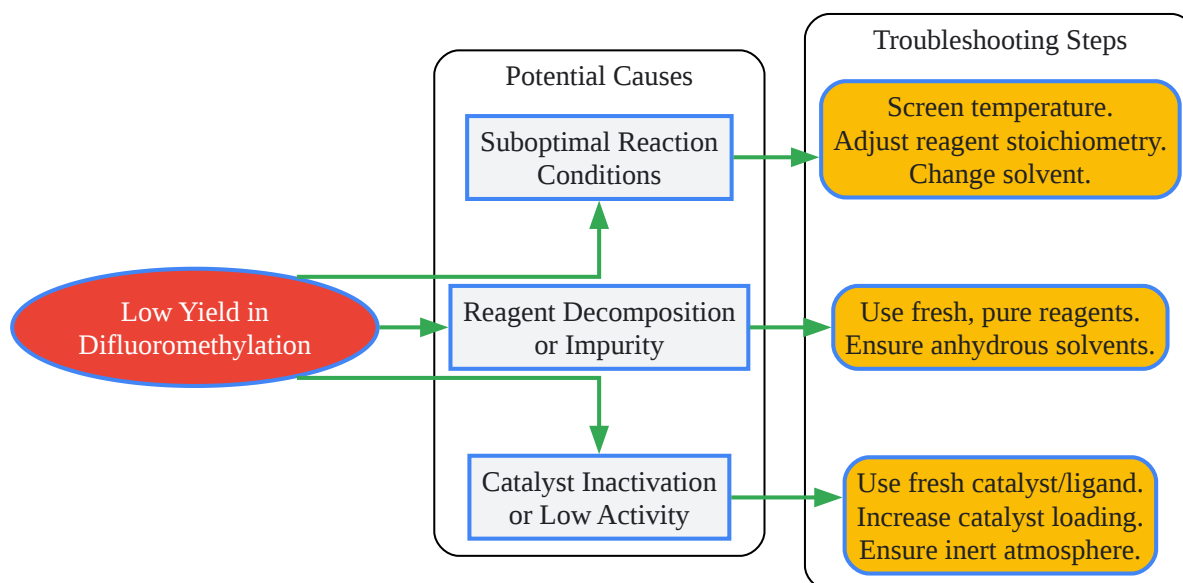 Troubleshooting Steps
Potential Causes
Screen temperature.
Adjust reagent stoichiometry.
Change solvent.
Suboptimal Reaction
Conditions
Low Yield in
Difluoromethylation
Reagent Decomposition
or Impurity
Use fresh, pure reagents.
Ensure anhydrous solvents.
Catalyst Inactivation
or Low Activity
Use fresh catalyst/ligand.
Increase catalyst loading.
Ensure inert atmosphere.